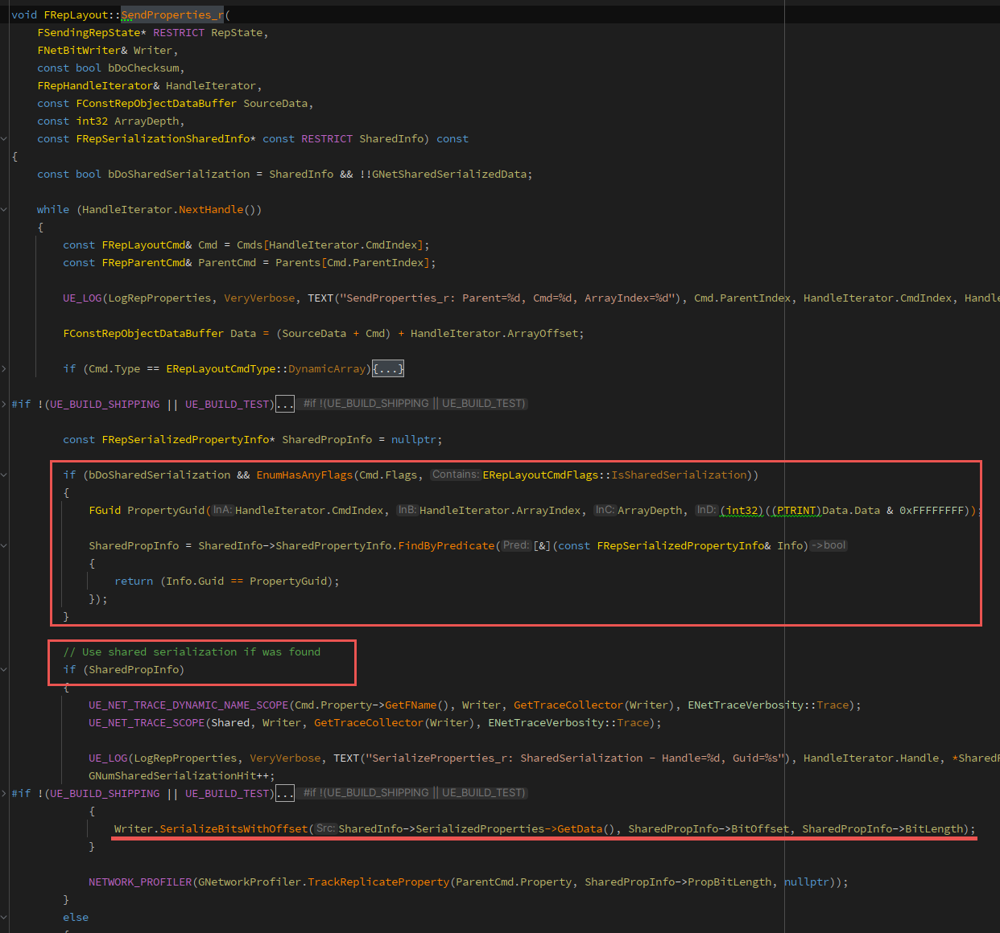 void FRepLayout::SendProperties_r(
FSendingRepState* RESTRICT RepState,
FNetBitWriter& Writer,
const bool bDoChecksum,
FRepHandleIterator& HandleIterator,
const FConstRepObjectDataBuffer SourceData,
const int32 ArrayDepth,
const FRepSerializationSharedInfo* const RESTRICT SharedInfo) const
{
const bool bDoSharedSerialization = SharedInfo && !!GNetSharedSerializedData;
while (HandleIterator.NextHandle())
{
const FRepLayoutCmd& Cmd = Cmds[HandleIterator.CmdIndex];
const FRepParentCmd& ParentCmd = Parents[Cmd.ParentIndex];
UE_LOG(LogRepProperties, VeryVerbose, TEXT("SendProperties_r: Parent=%d, Cmd=%d, ArrayIndex=%d"), Cmd.ParentIndex, HandleIterator.CmdIndex, Handle
FConstRepObjectDataBuffer Data = (SourceData + Cmd) + HandleIterator.ArrayOffset;
if (Cmd.Type == ERepLayoutCmdType::DynamicArray){...}
#if !(UE_BUILD_SHIPPING || UE_BUILD_TEST)... #if !(UE_BUILD_SHIPPING || UE_BUILD_TEST)
const FRepSerializedPropertyInfo* SharedPropInfo = nullptr;
if (bDoSharedSerialization && EnumHasAnyFlags(Cmd.Flags, Contains: ERepLayoutCmdFlags::IsSharedSerialization))
{
FGuid PropertyGuid( InA: HandleIterator.CmdIndex, InB: HandleIterator.ArrayIndex, InC: ArrayDepth, InD: (int32)((PTRINT)Data.Data & 0xFFFFFFFF));
SharedPropInfo = SharedInfo->SharedPropertyInfo.FindByPredicate( Pred: [&](const FRepSerializedPropertyInfo& Info) ->bool
{
return (Info.Guid == PropertyGuid);
});
}
// Use shared serialization if was found
if (SharedPropInfo)
{
UE_NET_TRACE_DYNAMIC_NAME_SCOPE(Cmd.Property->GetFName(), Writer, GetTraceCollector(Writer), ENetTraceVerbosity::Trace);
UE_NET_TRACE_SCOPE(Shared, Writer, GetTraceCollector(Writer), ENetTraceVerbosity::Trace);
UE_LOG(LogRepProperties, VeryVerbose, TEXT("SerializeProperties_r: SharedSerialization - Handle=%d, Guid=%s"), HandleIterator.Handle, *SharedP
GNumSharedSerializationHit++;
#if !(UE_BUILD_SHIPPING || UE_BUILD_TEST)... #if !(UE_BUILD_SHIPPING || UE_BUILD_TEST)
{
Writer.SerializeBitsWithOffset( Src: SharedInfo->SerializedProperties->GetData(), SharedPropInfo->BitOffset, SharedPropInfo->BitLength);
}
NETWORK_PROFILER(GNetworkProfiler.TrackReplicateProperty(ParentCmd.Property, SharedPropInfo->PropBitLength, nullptr));
}
else